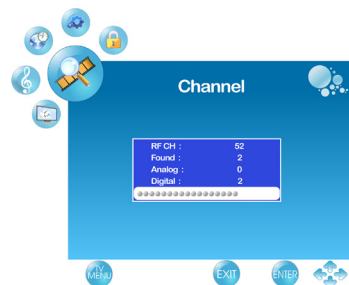 Channel
RF CH : 52
Found : 2
Analog : 0
Digital : 2
TV MENU
EXIT
ENTER